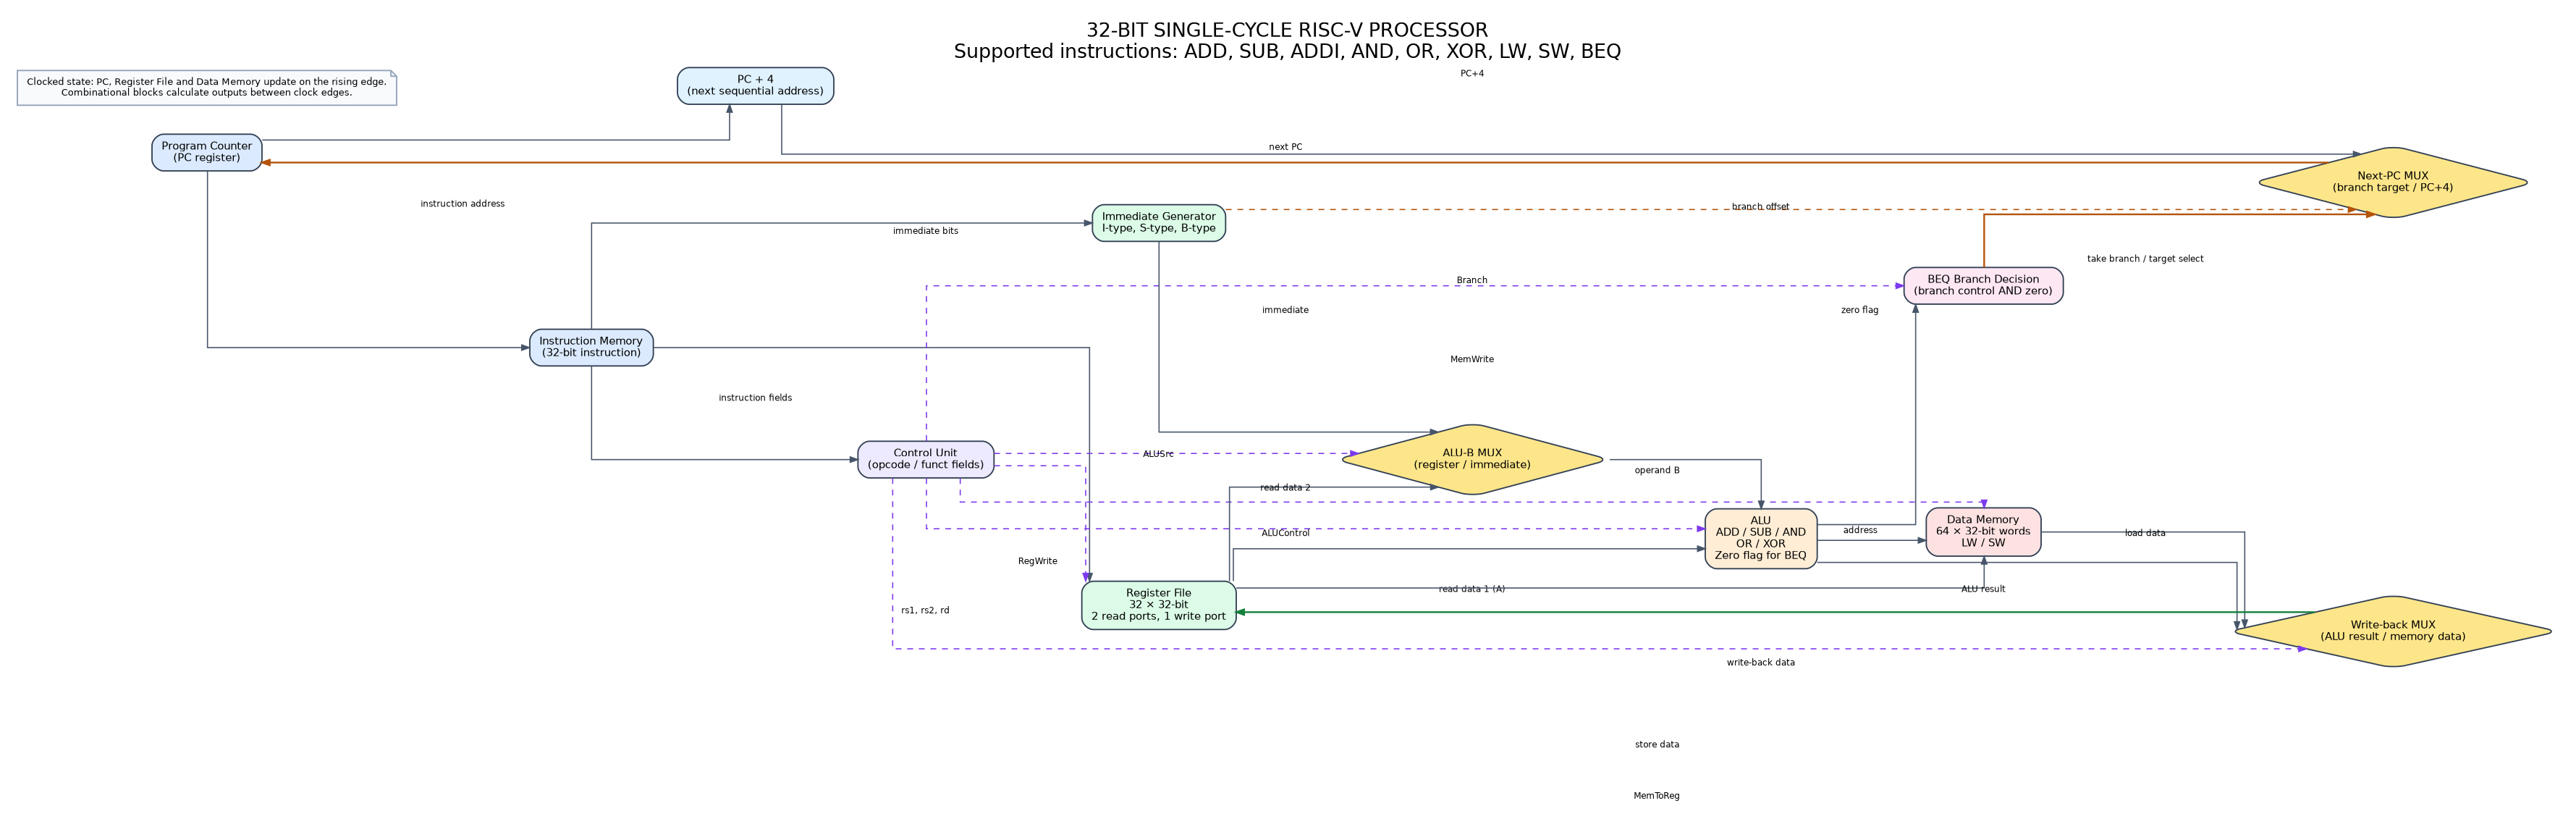 32-BIT SINGLE-CYCLE RISC-V PROCESSOR
Supported instructions: ADD, SUB, ADDI, AND, OR, XOR, LW, SW, BEQ
Clocked state: PC, Register File and Data Memory update on the rising edge.
Combinational blocks calculate outputs between clock edges.
PC + 4
(next sequential address)
PC+4
Program Counter
(PC register)
next PC
Next-PC MUX
(branch target / PC+4)
instruction address
Immediate Generator
I-type, S-type, B-type
immediate bits
branch offset
take branch / target select
BEQ Branch Decision
(branch control AND zero)
Branch
immediate
zero flag
Instruction Memory
(32-bit instruction)
MemWrite
instruction fields
Control Unit
(opcode / funct fields)
ALUSrc
ALU-B MUX
(register / immediate)
operand B
read data 2
ALUControl
ALU
ADD / SUB / AND
OR / XOR
Zero flag for BEQ
address
Data Memory
64 × 32-bit words
LW / SW
load data
RegWrite
Register File
32 × 32-bit
2 read ports, 1 write port
read data 1 (A)
ALU result
rs1, rs2, rd
Write-back MUX
(ALU result / memory data)
write-back data
store data
MemToReg